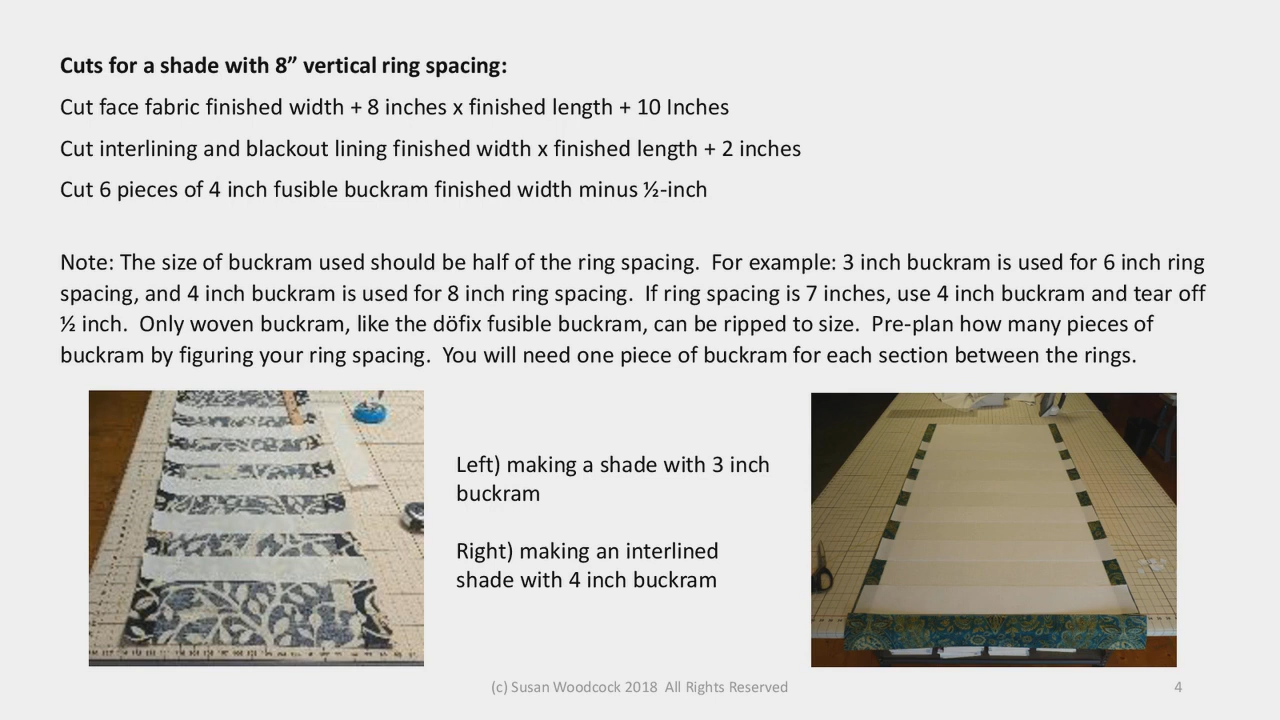 Cuts for a shade with 8” vertical ring spacing:
Cut face fabric finished width + 8 inches x finished length + 10 Inches
Cut interlining and blackout lining finished width x finished length + 2 inches
Cut 6 pieces of 4 inch fusible buckram finished width minus ½-inch
Note: The size of buckram used should be half of the ring spacing.  For example: 3 inch buckram is used for 6 inch ring
spacing, and 4 inch buckram is used for 8 inch ring spacing.  If ring spacing is 7 inches, use 4 inch buckram and tear off
½ inch.  Only woven buckram, like the döfix fusible buckram, can be ripped to size.  Pre-plan how many pieces of
buckram by figuring your ring spacing.  You will need one piece of buckram for each section between the rings.
Left) making a shade with 3 inch
buckram
Right) making an interlined
shade with 4 inch buckram
(c) Susan Woodcock 2018  All Rights Reserved
4